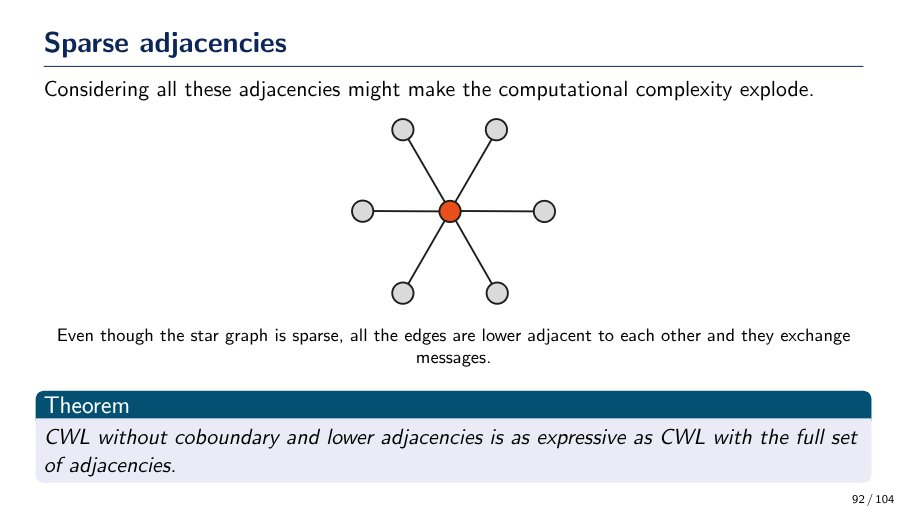 Sparse adjacencies
Considering all these adjacencies might make the computational complexity explode.
Even though the star graph is sparse, all the edges are lower adjacent to each other and they exchange
messages.
Theorem
CWL without coboundary and lower adjacencies is as expressive as CWL with the full set
of adjacencies.
92 / 104